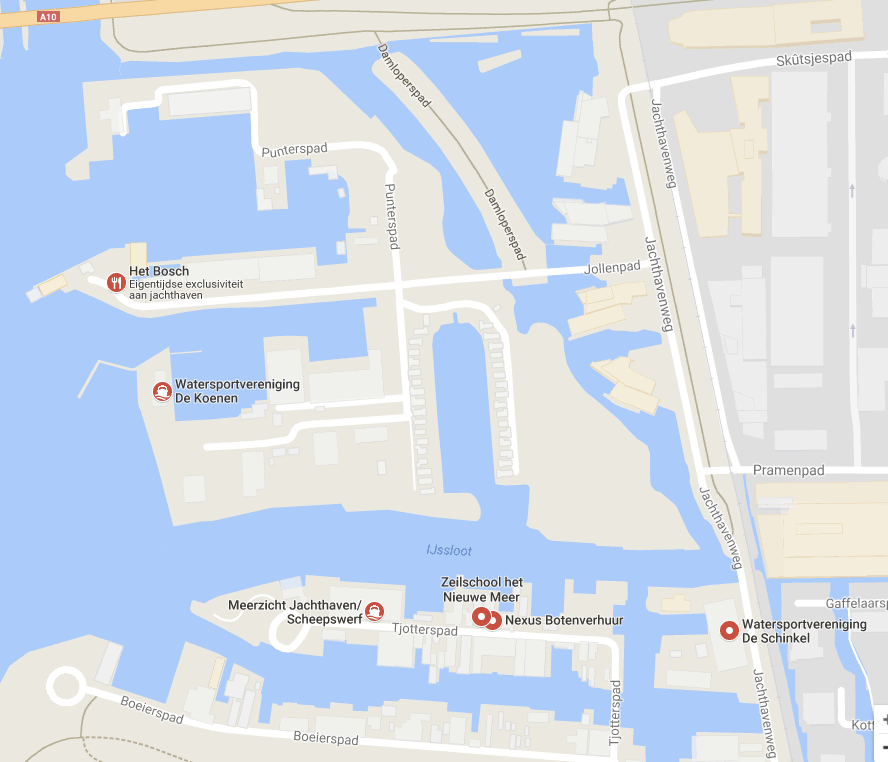 A10
Skûtsjespad
Damloperspad
Jachthavenweg
Punterspad
Punterspad
Damloperspad
Jachthavenweg
Jollenpad
Het Bosch
Eigentijdse exclusiviteit
aan jachthaven
Watersportvereniging
De Koenen
Pramenpad
Jachthavenweg
IJssloot
Zeilschool het
Nieuwe Meer
Meerzicht Jachthaven/
Scheepswerf
Nexus Botenverhuur
Tjotterspad
Gaffelaarsp
Watersportvereniging
De Schinkel
Tjotterspad
Jachthavenweg
Boeierspad
Boeierspad
Kott